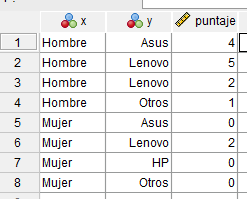 x y puntaje
1 Hombre Asus 4
2 Hombre Lenovo 5
3 Hombre Lenovo 2
4 Hombre Otros 1
5 Mujer Asus 0
6 Mujer Lenovo 2
7 Mujer HP 0
8 Mujer Otros 0